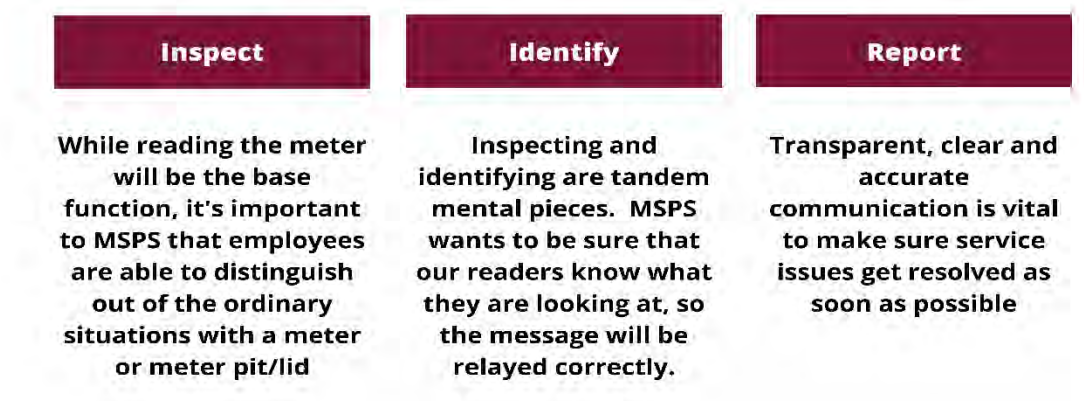 Inspect
While reading the meter
will be the base
function, it's important
to MSPS that employees
are able to distinguish
out of the ordinary
situations with a meter
or meter pit/lid
Identify
Inspecting and
identifying are tandem
mental pieces.  MSPS
wants to be sure that
our readers know what
they are looking at, so
the message will be
relayed correctly.
Report
Transparent, clear and
accurate
communication is vital
to make sure service
issues get resolved as
soon as possible